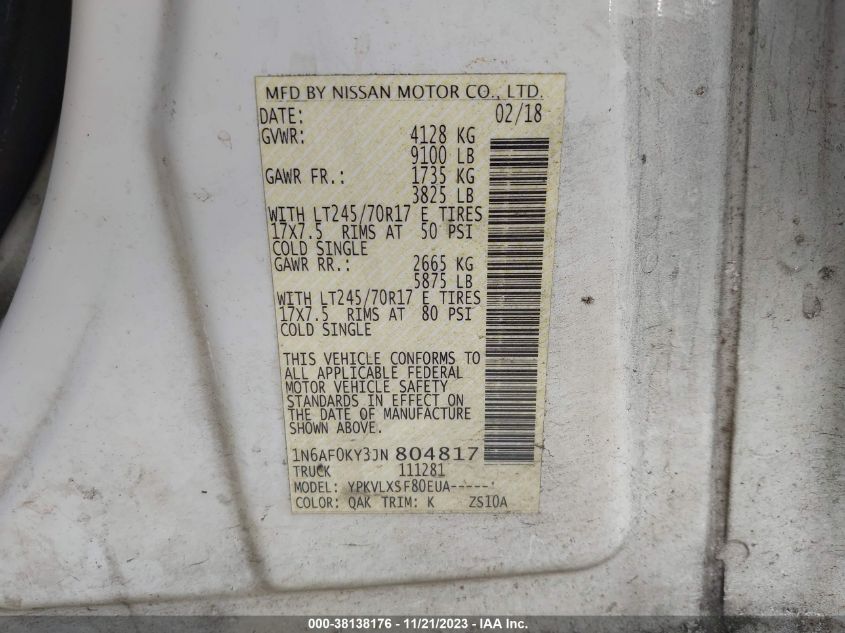 MFD BY NISSAN MOTOR CO., LTD.
DATE: 02/18
GVWR: 4128 KG
9100 LB
GAWR FR.: 1735 KG
3825 LB
WITH LT245/70R17 E TIRES
17X7.5 RIMS AT 50 PSI
COLD SINGLE
GAWR RR.: 2665 KG
5875 LB
WITH LT245/70R17 E TIRES
17X7.5 RIMS AT 80 PSI
COLD SINGLE
THIS VEHICLE CONFORMS TO
ALL APPLICABLE FEDERAL
MOTOR VEHICLE SAFETY
STANDARDS IN EFFECT ON
THE DATE OF MANUFACTURE
SHOWN ABOVE.
1N6AF0KY3JN 804817
TRUCK 111281
MODEL: YPKVLXSF80EUA-----'
COLOR: QAK TRIM: K ZS10A
000-38138176 - 11/21/2023 - IAA Inc.